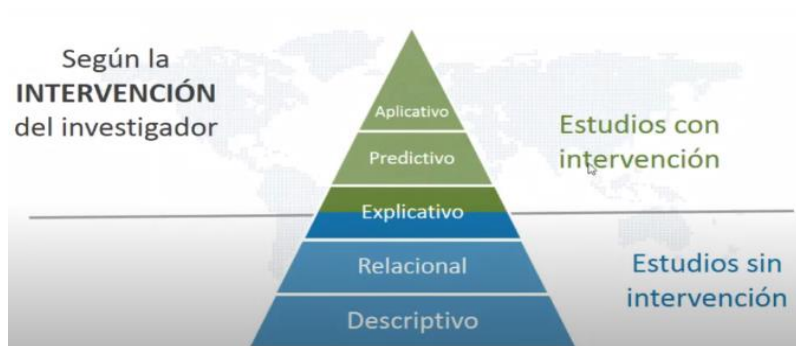 Según la
INTERVENCIÓN
del investigador
Aplicativo
Predictivo
Explicativo
Relacional
Descriptivo
Estudios con
intervención
Estudios sin
intervención